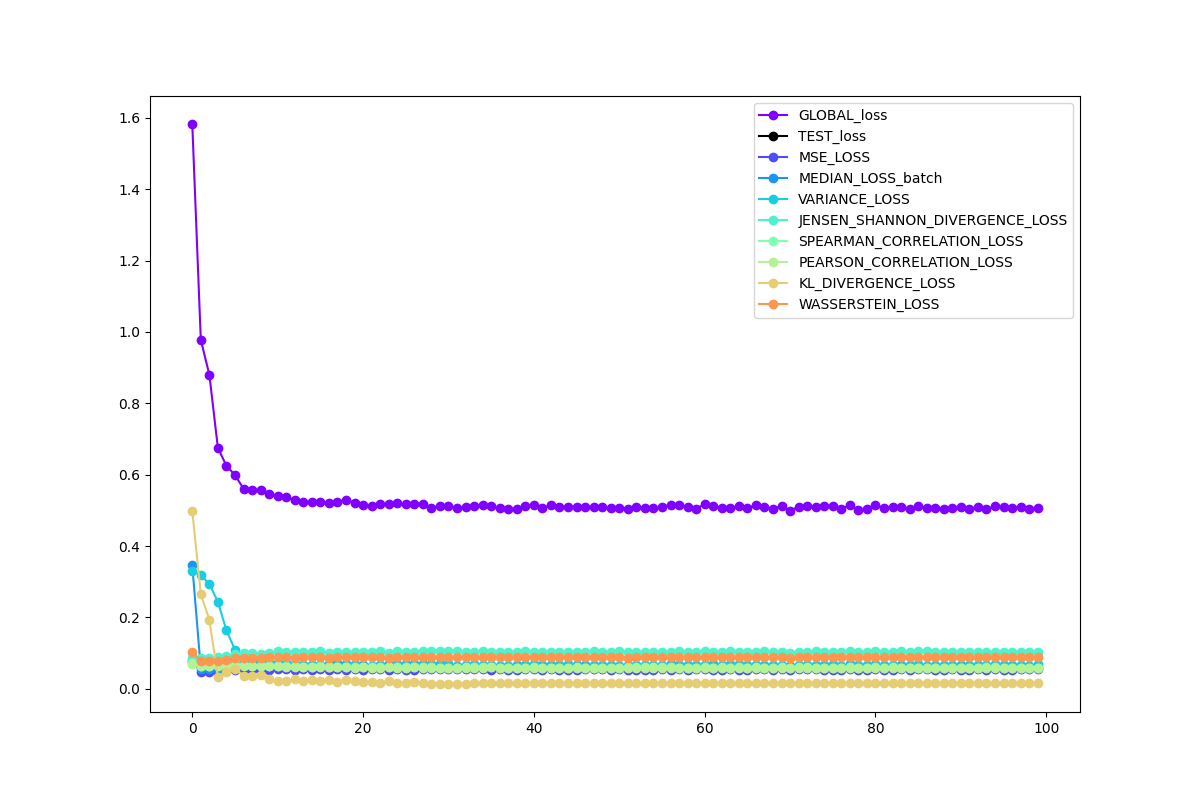 1.6
1.4
1.2
1.0
0.8
0.6
0.4
0.2
0.0
0
20
40
60
80
100
GLOBAL_loss
TEST_loss
MSE_LOSS
MEDIAN_LOSS_batch
VARIANCE_LOSS
JENSEN_SHANNON_DIVERGENCE_LOSS
SPEARMAN_CORRELATION_LOSS
PEARSON_CORRELATION_LOSS
KL_DIVERGENCE_LOSS
WASSERSTEIN_LOSS